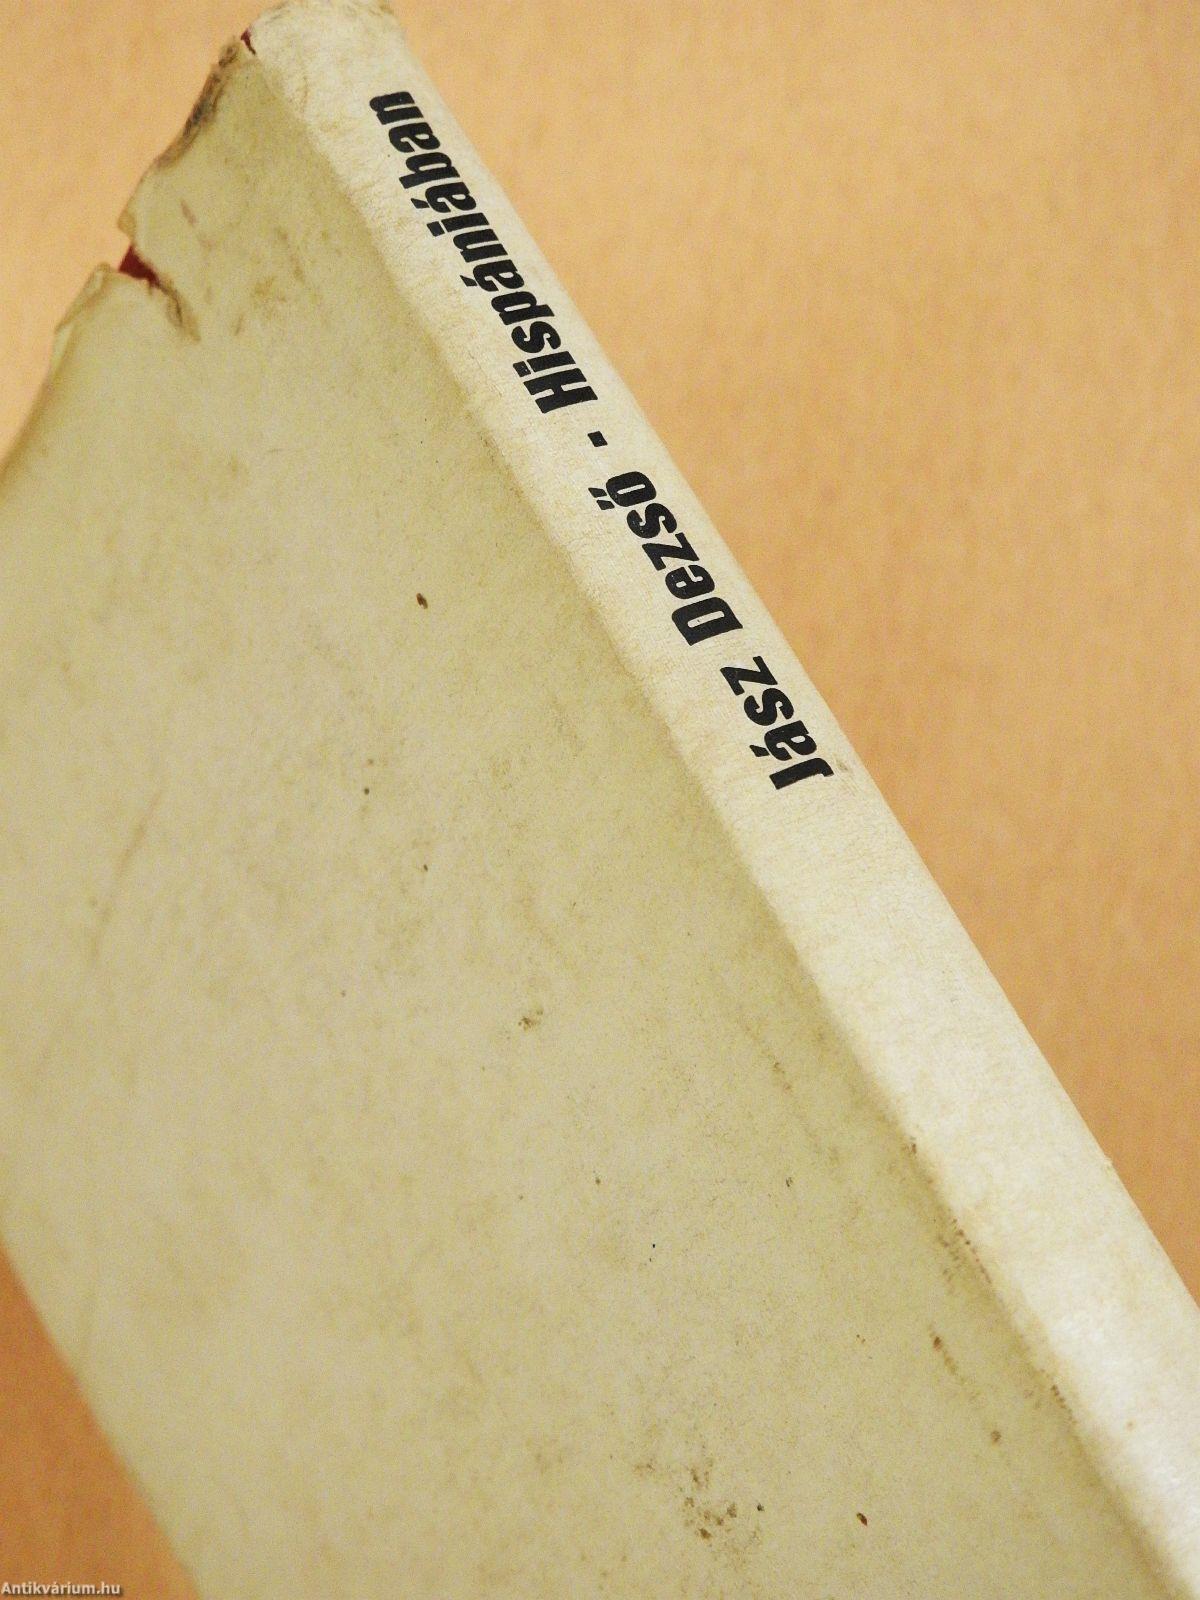 Jász Dezső - Hispániában
Antikvárium.hu